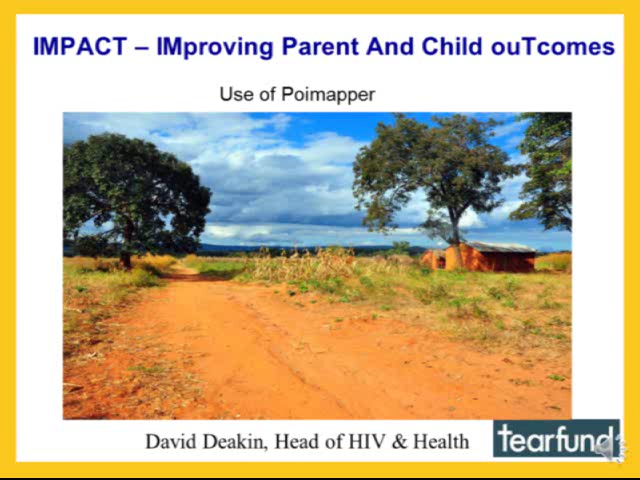 IMPACT – IMproving Parent And Child ouTcomes
Use of Poimapper
David Deakin, Head of HIV & Health
tearfund